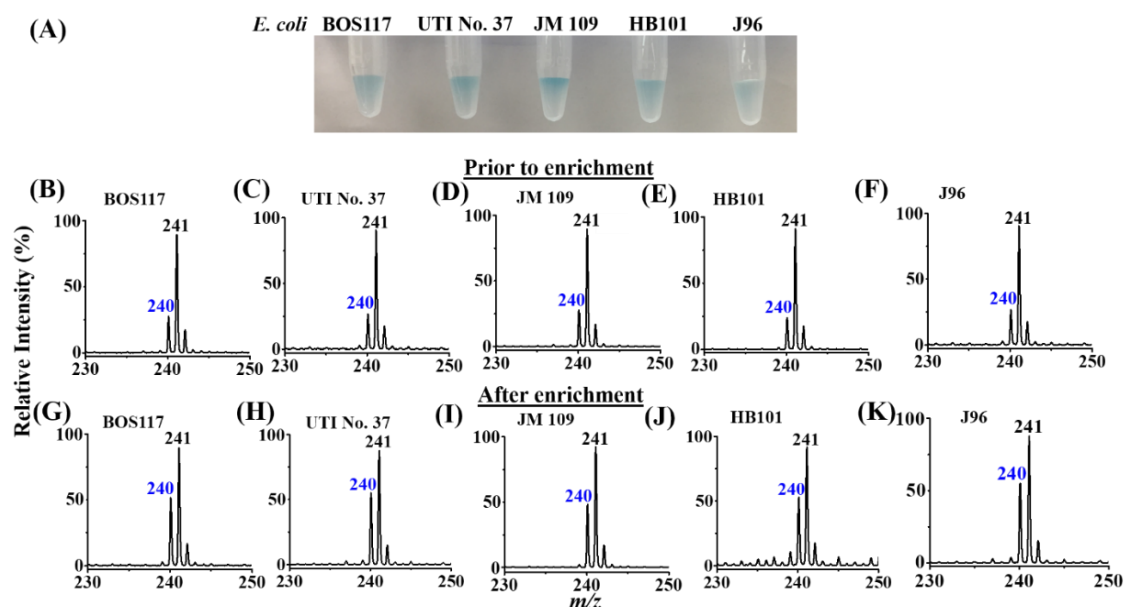 (A) E. coli BOS117 UTI No. 37 JM 109 HB101 J96
Prior to enrichment
(B) BOS117 (C) UTI No. 37 (D) JM 109 (E) HB101 (F) J96
100 241 100 241 100 241 100 241 100 241
50 240 50 240 50 240 50 240 50 240
0 0 0 0 0
230 240 250 230 240 250 230 240 250 230 240 250 230 240 250
Relative Intensity (%)
After enrichment
(G) BOS117 (H) UTI No. 37 (I) JM 109 (J) HB101 (K) J96
100 241 100 241 100 241 100 241 100 241
50 240 50 240 50 240 50 240 50 240
0 0 0 0 0
230 240 250 230 240 250 230 240 250 230 240 250 230 240 250
m/z